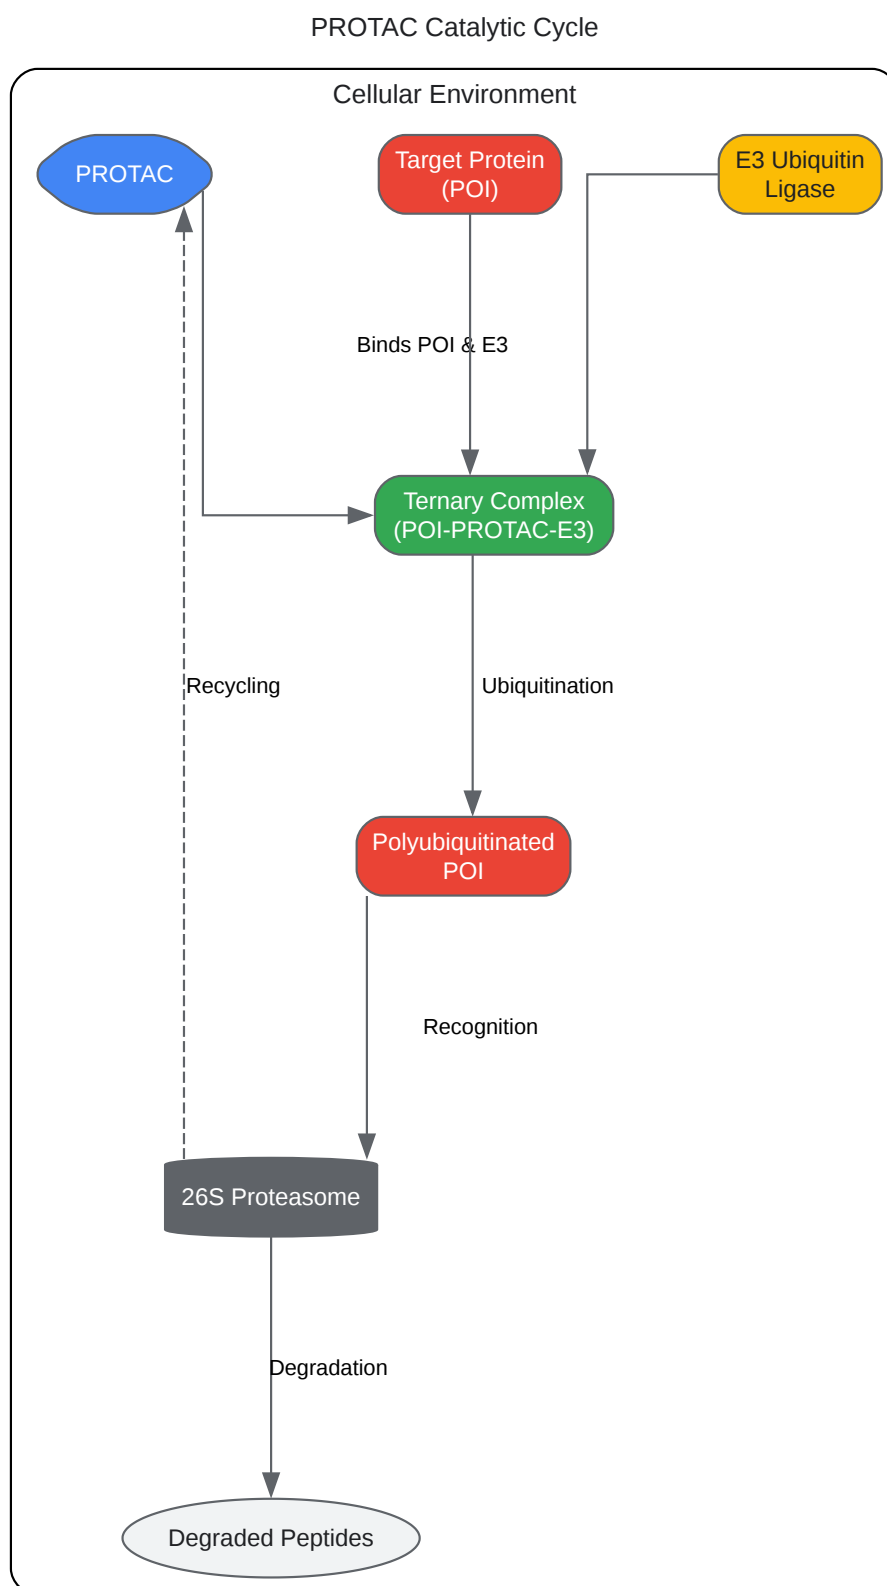 PROTAC Catalytic Cycle
Cellular Environment
PROTAC
Target Protein
(POI)
E3 Ubiquitin
Ligase
Binds POI & E3
Ternary Complex
(POI-PROTAC-E3)
Recycling
Ubiquitination
Polyubiquitinated
POI
Recognition
26S Proteasome
Degradation
Degraded Peptides